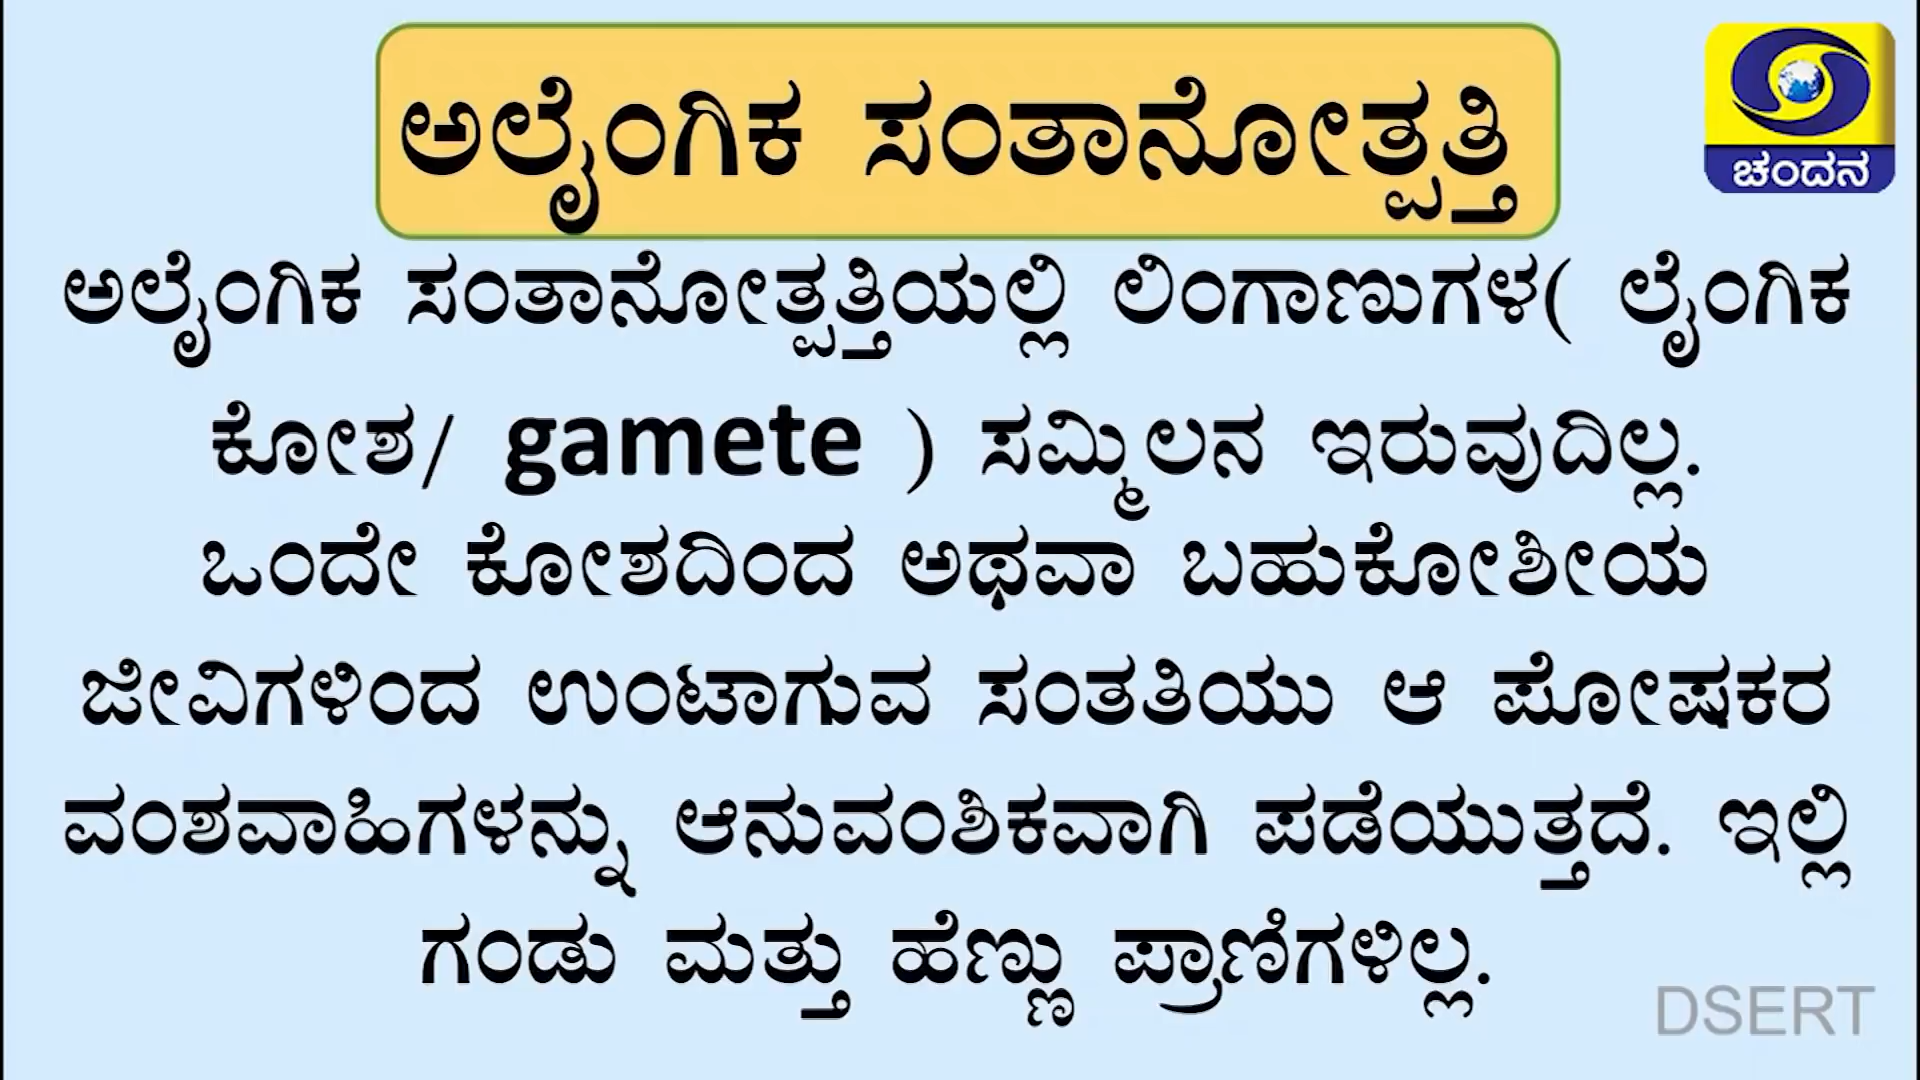 ಅಲೈಂಗಿಕ ಸಂತಾನೋತ್ಪತ್ತಿ
ಚಂದನ
ಅಲೈಂಗಿಕ ಸಂತಾನೋತ್ಪತ್ತಿಯಲ್ಲಿ ಲಿಂಗಾಣುಗಳ( ಲೈಂಗಿಕ
ಕೋಶ/ gamete ) ಸಮ್ಮಿಲನ ಇರುವುದಿಲ್ಲ.
ಒಂದೇ ಕೋಶದಿಂದ ಅಥವಾ ಬಹುಕೋಶೀಯ
ಜೀವಿಗಳಿಂದ ಉಂಟಾಗುವ ಸಂತತಿಯು ಆ ಪೋಷಕರ
ವಂಶವಾಹಿಗಳನ್ನು ಆನುವಂಶಿಕವಾಗಿ ಪಡೆಯುತ್ತದೆ. ಇಲ್ಲಿ
ಗಂಡು ಮತ್ತು ಹೆಣ್ಣು ಪ್ರಾಣಿಗಳಿಲ್ಲ.
DSERT